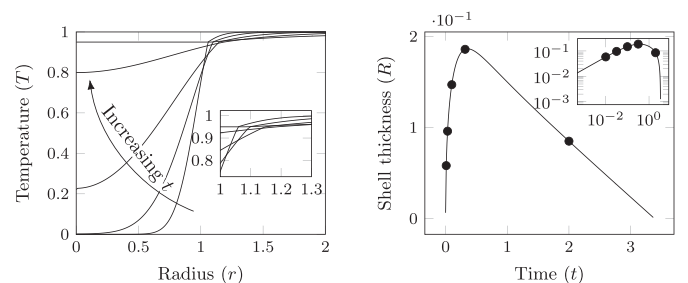 1
0.8
0.6
0.4
0.2
0
0 0.5 1 1.5 2
Temperature (T)
Radius (r)
Increasing t
1
0.9
0.8
1 1.1 1.2 1.3
·10⁻¹
2
1
0
0 1 2 3
Shell thickness (R)
Time (t)
10⁻¹
10⁻²
10⁻³
10⁻² 10⁰